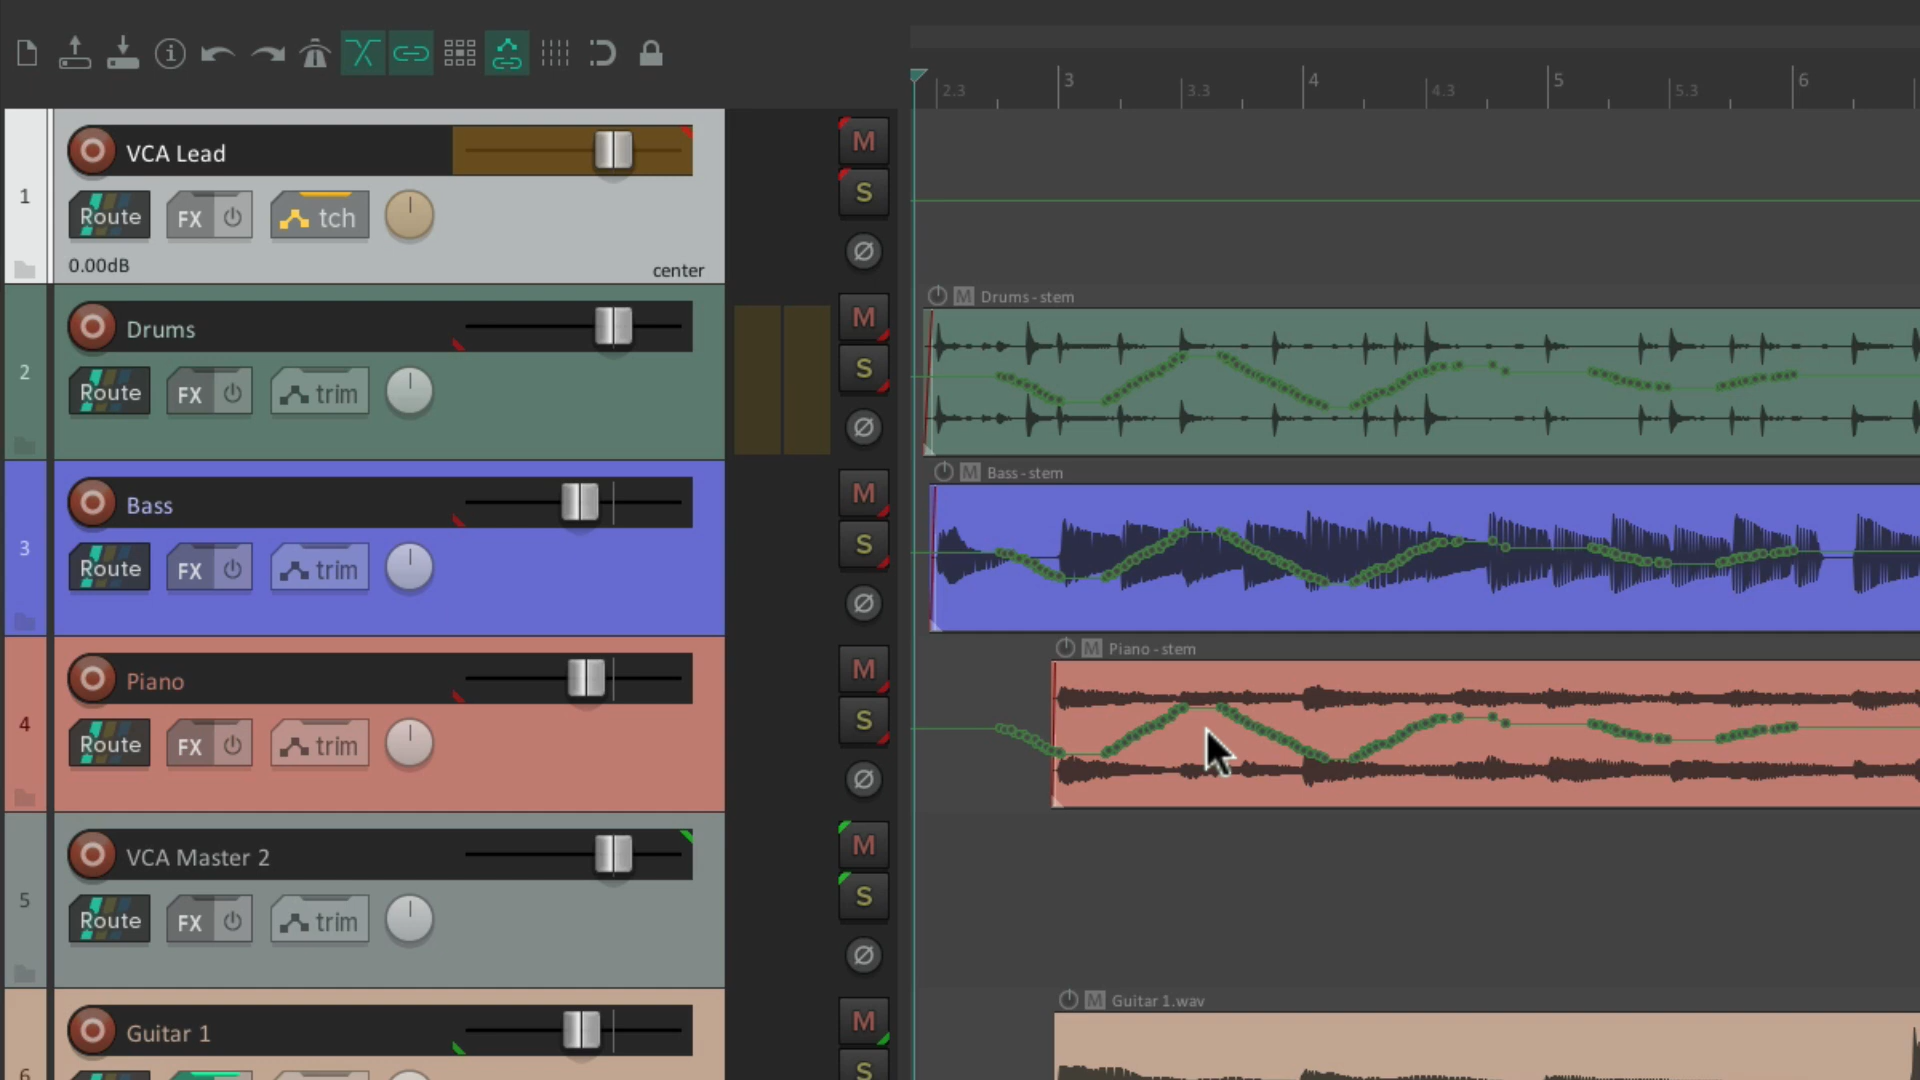 2.3 3 3.3 4 4.3 5 5.3 6
1
VCA Lead
M
Route FX tch
S
0.00dB center
Ø
2
Drums
M
Route FX trim
S
Ø
M Drums - stem
3
Bass
M
Route FX trim
S
Ø
M Bass - stem
4
Piano
M
Route FX trim
S
Ø
M Piano - stem
5
VCA Master 2
M
Route FX trim
S
Ø
6
Guitar 1
M
S
M Guitar 1.wav